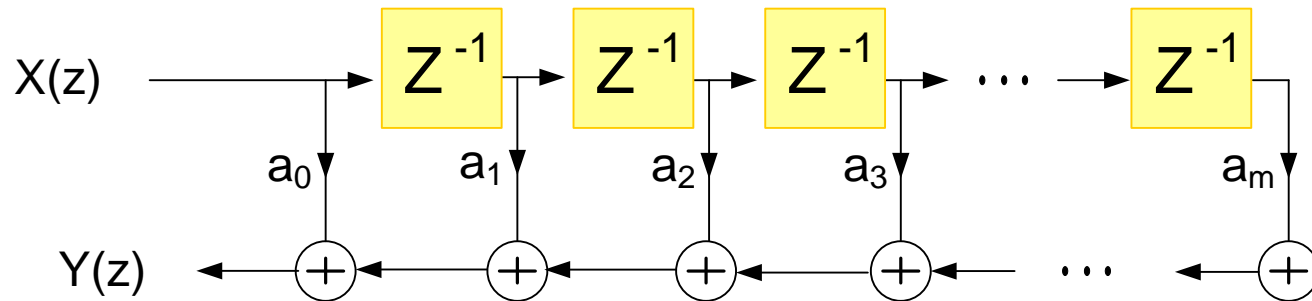 X(z) Z⁻¹ Z⁻¹ Z⁻¹ ··· Z⁻¹
a₀ a₁ a₂ a₃ aₘ
Y(z) + + + + ··· +